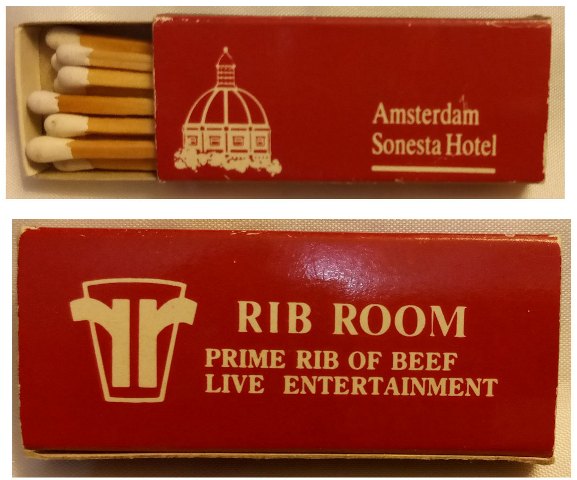 Amsterdam
Sonesta Hotel
RIB ROOM
PRIME RIB OF BEEF
LIVE ENTERTAINMENT